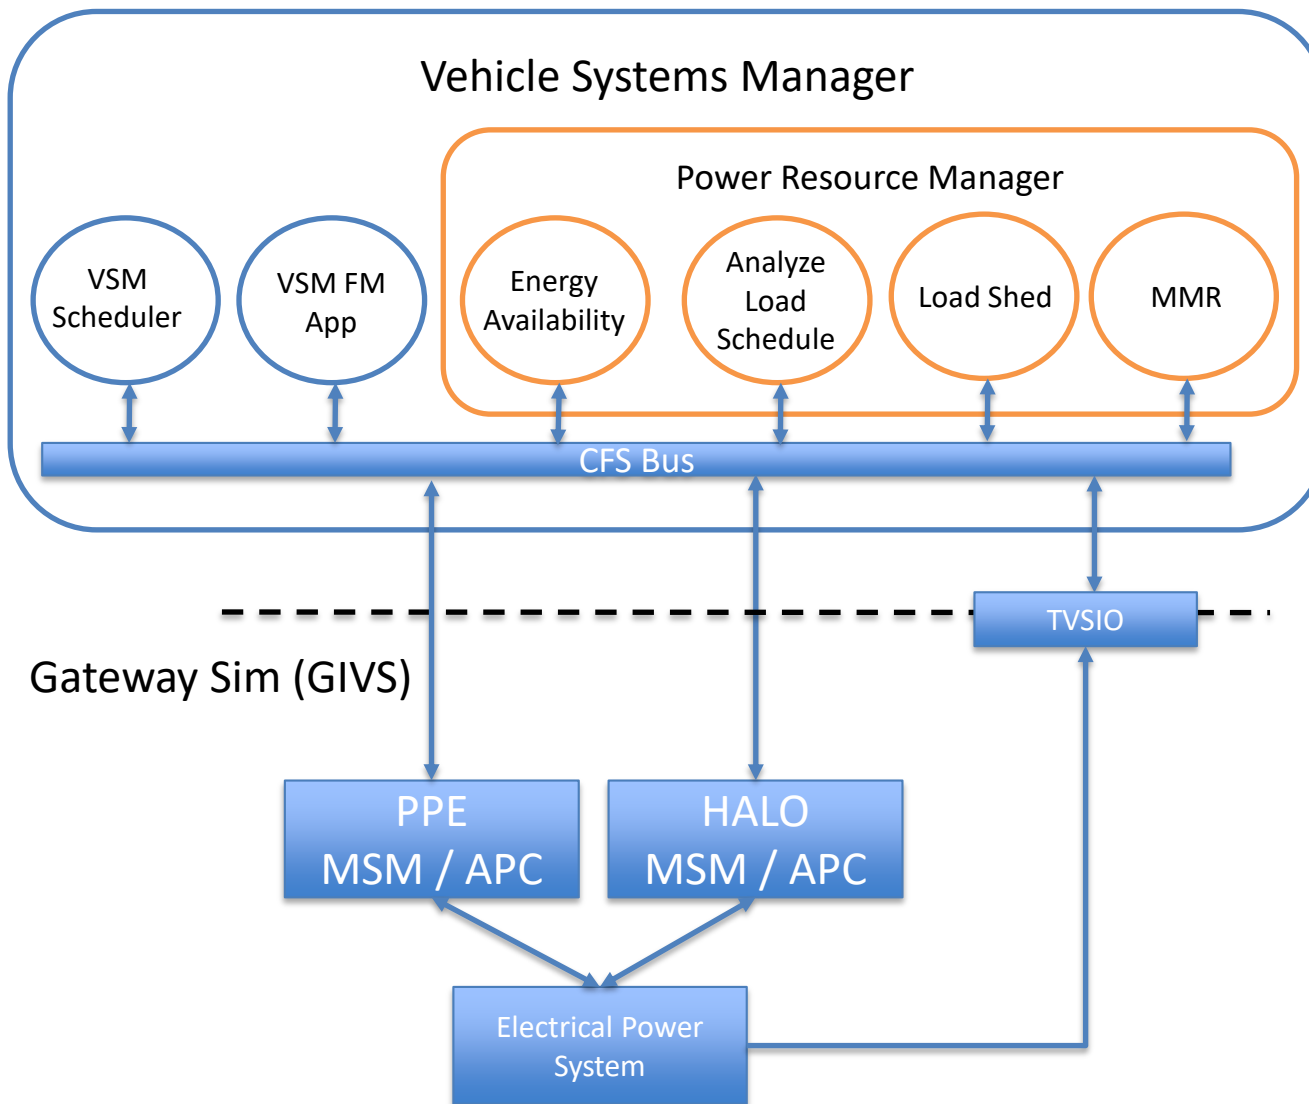 Vehicle Systems Manager
Power Resource Manager
VSM
Scheduler
VSM FM
App
Energy
Availability
Analyze
Load
Schedule
Load Shed
MMR
CFS Bus
TVSIO
Gateway Sim (GIVS)
PPE
MSM / APC
HALO
MSM / APC
Electrical Power
System